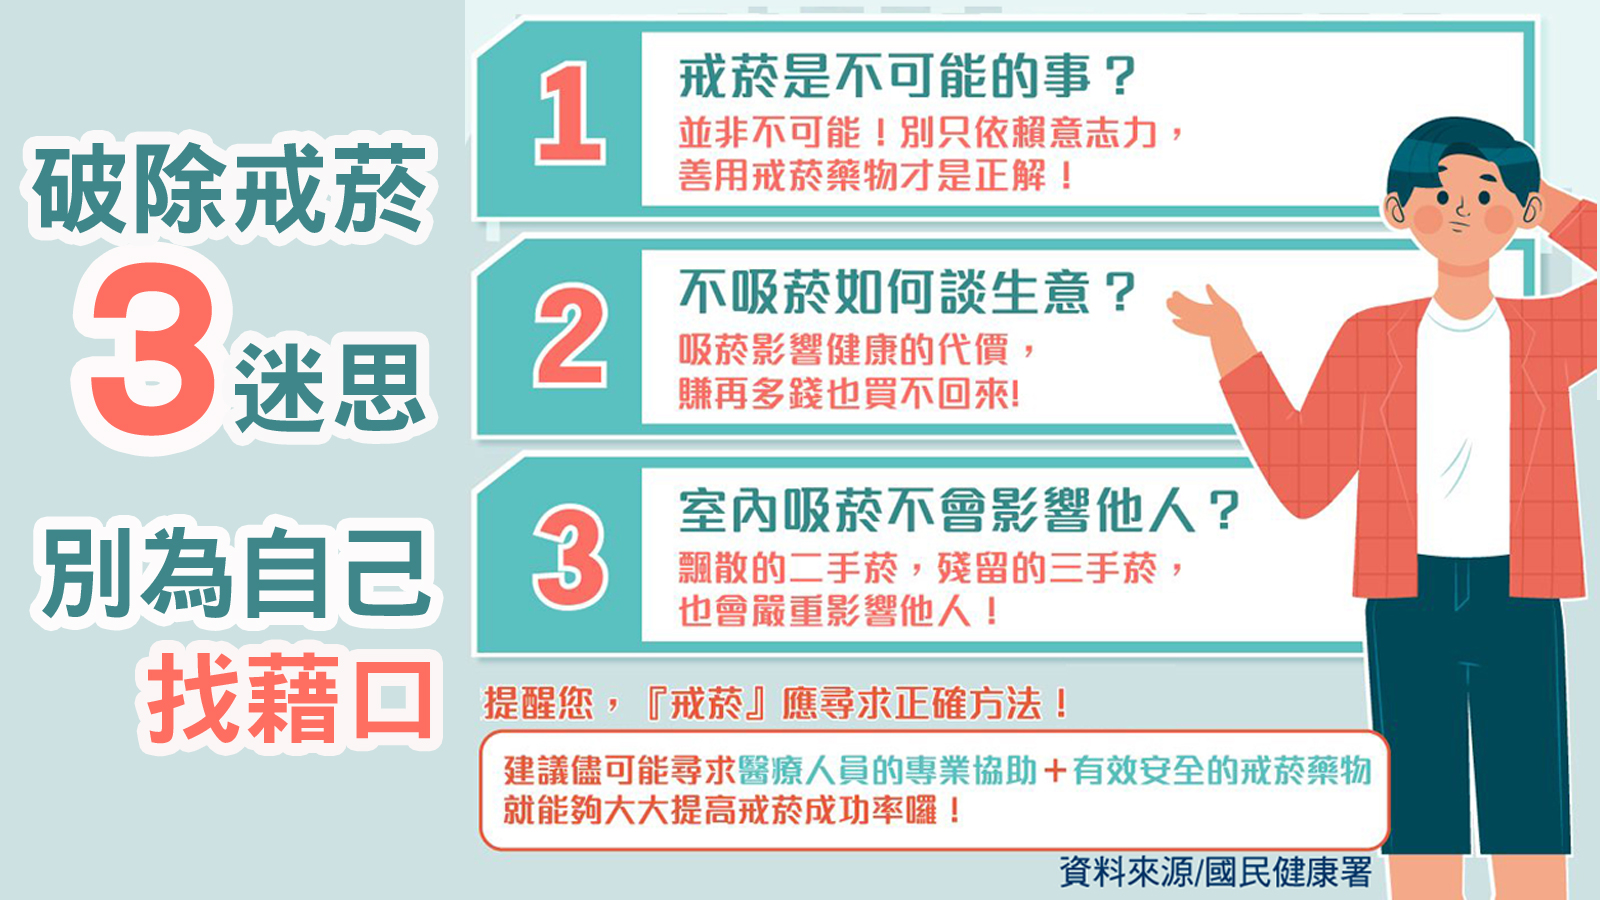 破除戒菸
3迷思
別為自己
找藉口
1
戒菸是不可能的事？
並非不可能！別只依賴意志力，
善用戒菸藥物才是正解！
2
不吸菸如何談生意？
吸菸影響健康的代價，
賺再多錢也買不回來!
3
室內吸菸不會影響他人？
飄散的二手菸，殘留的三手菸，
也會嚴重影響他人！
提醒您，『戒菸』應尋求正確方法！
建議儘可能尋求醫療人員的專業協助＋有效安全的戒菸藥物
就能夠大大提高戒菸成功率囉！
資料來源/國民健康署